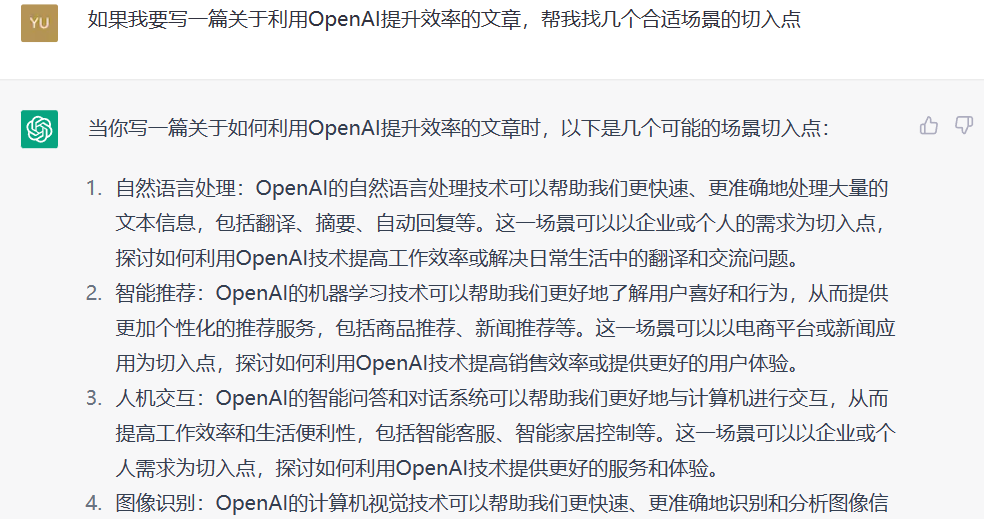 YU
如果我要写一篇关于利用OpenAI提升效率的文章，帮我找几个合适场景的切入点
当你写一篇关于如何利用OpenAI提升效率的文章时，以下是几个可能的场景切入点：
1. 自然语言处理：OpenAI的自然语言处理技术可以帮助我们更快速、更准确地处理大量的
文本信息，包括翻译、摘要、自动回复等。这一场景可以以企业或个人的需求为切入点，
探讨如何利用OpenAI技术提高工作效率或解决日常生活中的翻译和交流问题。
2. 智能推荐：OpenAI的机器学习技术可以帮助我们更好地了解用户喜好和行为，从而提供
更加个性化的推荐服务，包括商品推荐、新闻推荐等。这一场景可以以电商平台或新闻应
用为切入点，探讨如何利用OpenAI技术提高销售效率或提供更好的用户体验。
3. 人机交互：OpenAI的智能问答和对话系统可以帮助我们更好地与计算机进行交互，从而
提高工作效率和生活便利性，包括智能客服、智能家居控制等。这一场景可以以企业或个
人需求为切入点，探讨如何利用OpenAI技术提供更好的服务和体验。
4. 图像识别：OpenAI的计算机视觉技术可以帮助我们更快速、更准确地识别和分析图像信